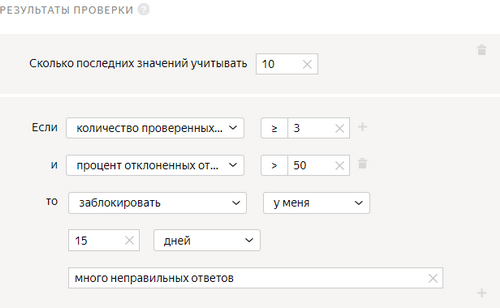 РЕЗУЛЬТАТЫ ПРОВЕРКИ ?
Сколько последних значений учитывать 10
Если количество проверенных... ≥ 3
и процент отклоненных от... > 50
то заблокировать у меня
15 дней
много неправильных ответов